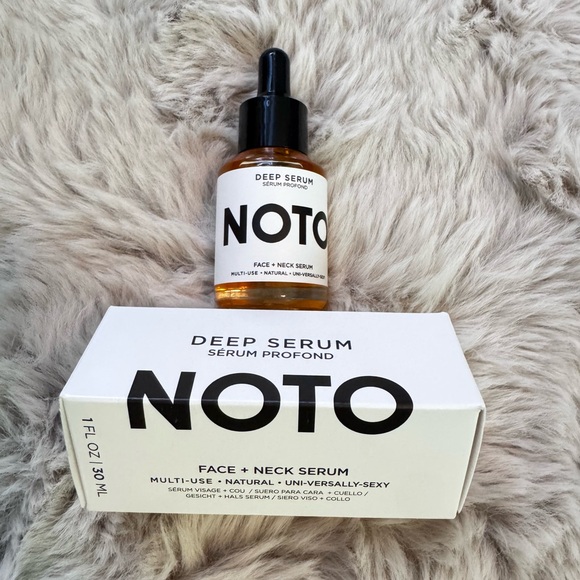 DEEP SERUM
SÉRUM PROFOND
NOTO
FACE + NECK SERUM
MULTI-USE • NATURAL • UNI-VERSALLY-SEXY
DEEP SERUM
SÉRUM PROFOND
NOTO
FACE + NECK SERUM
MULTI-USE • NATURAL • UNI-VERSALLY-SEXY
SÉRUM VISAGE + COU / SUERO PARA CARA + CUELLO /
GESICHT + HALS SERUM / SIERO VISO + COLLO
1 FL OZ | 30 ML